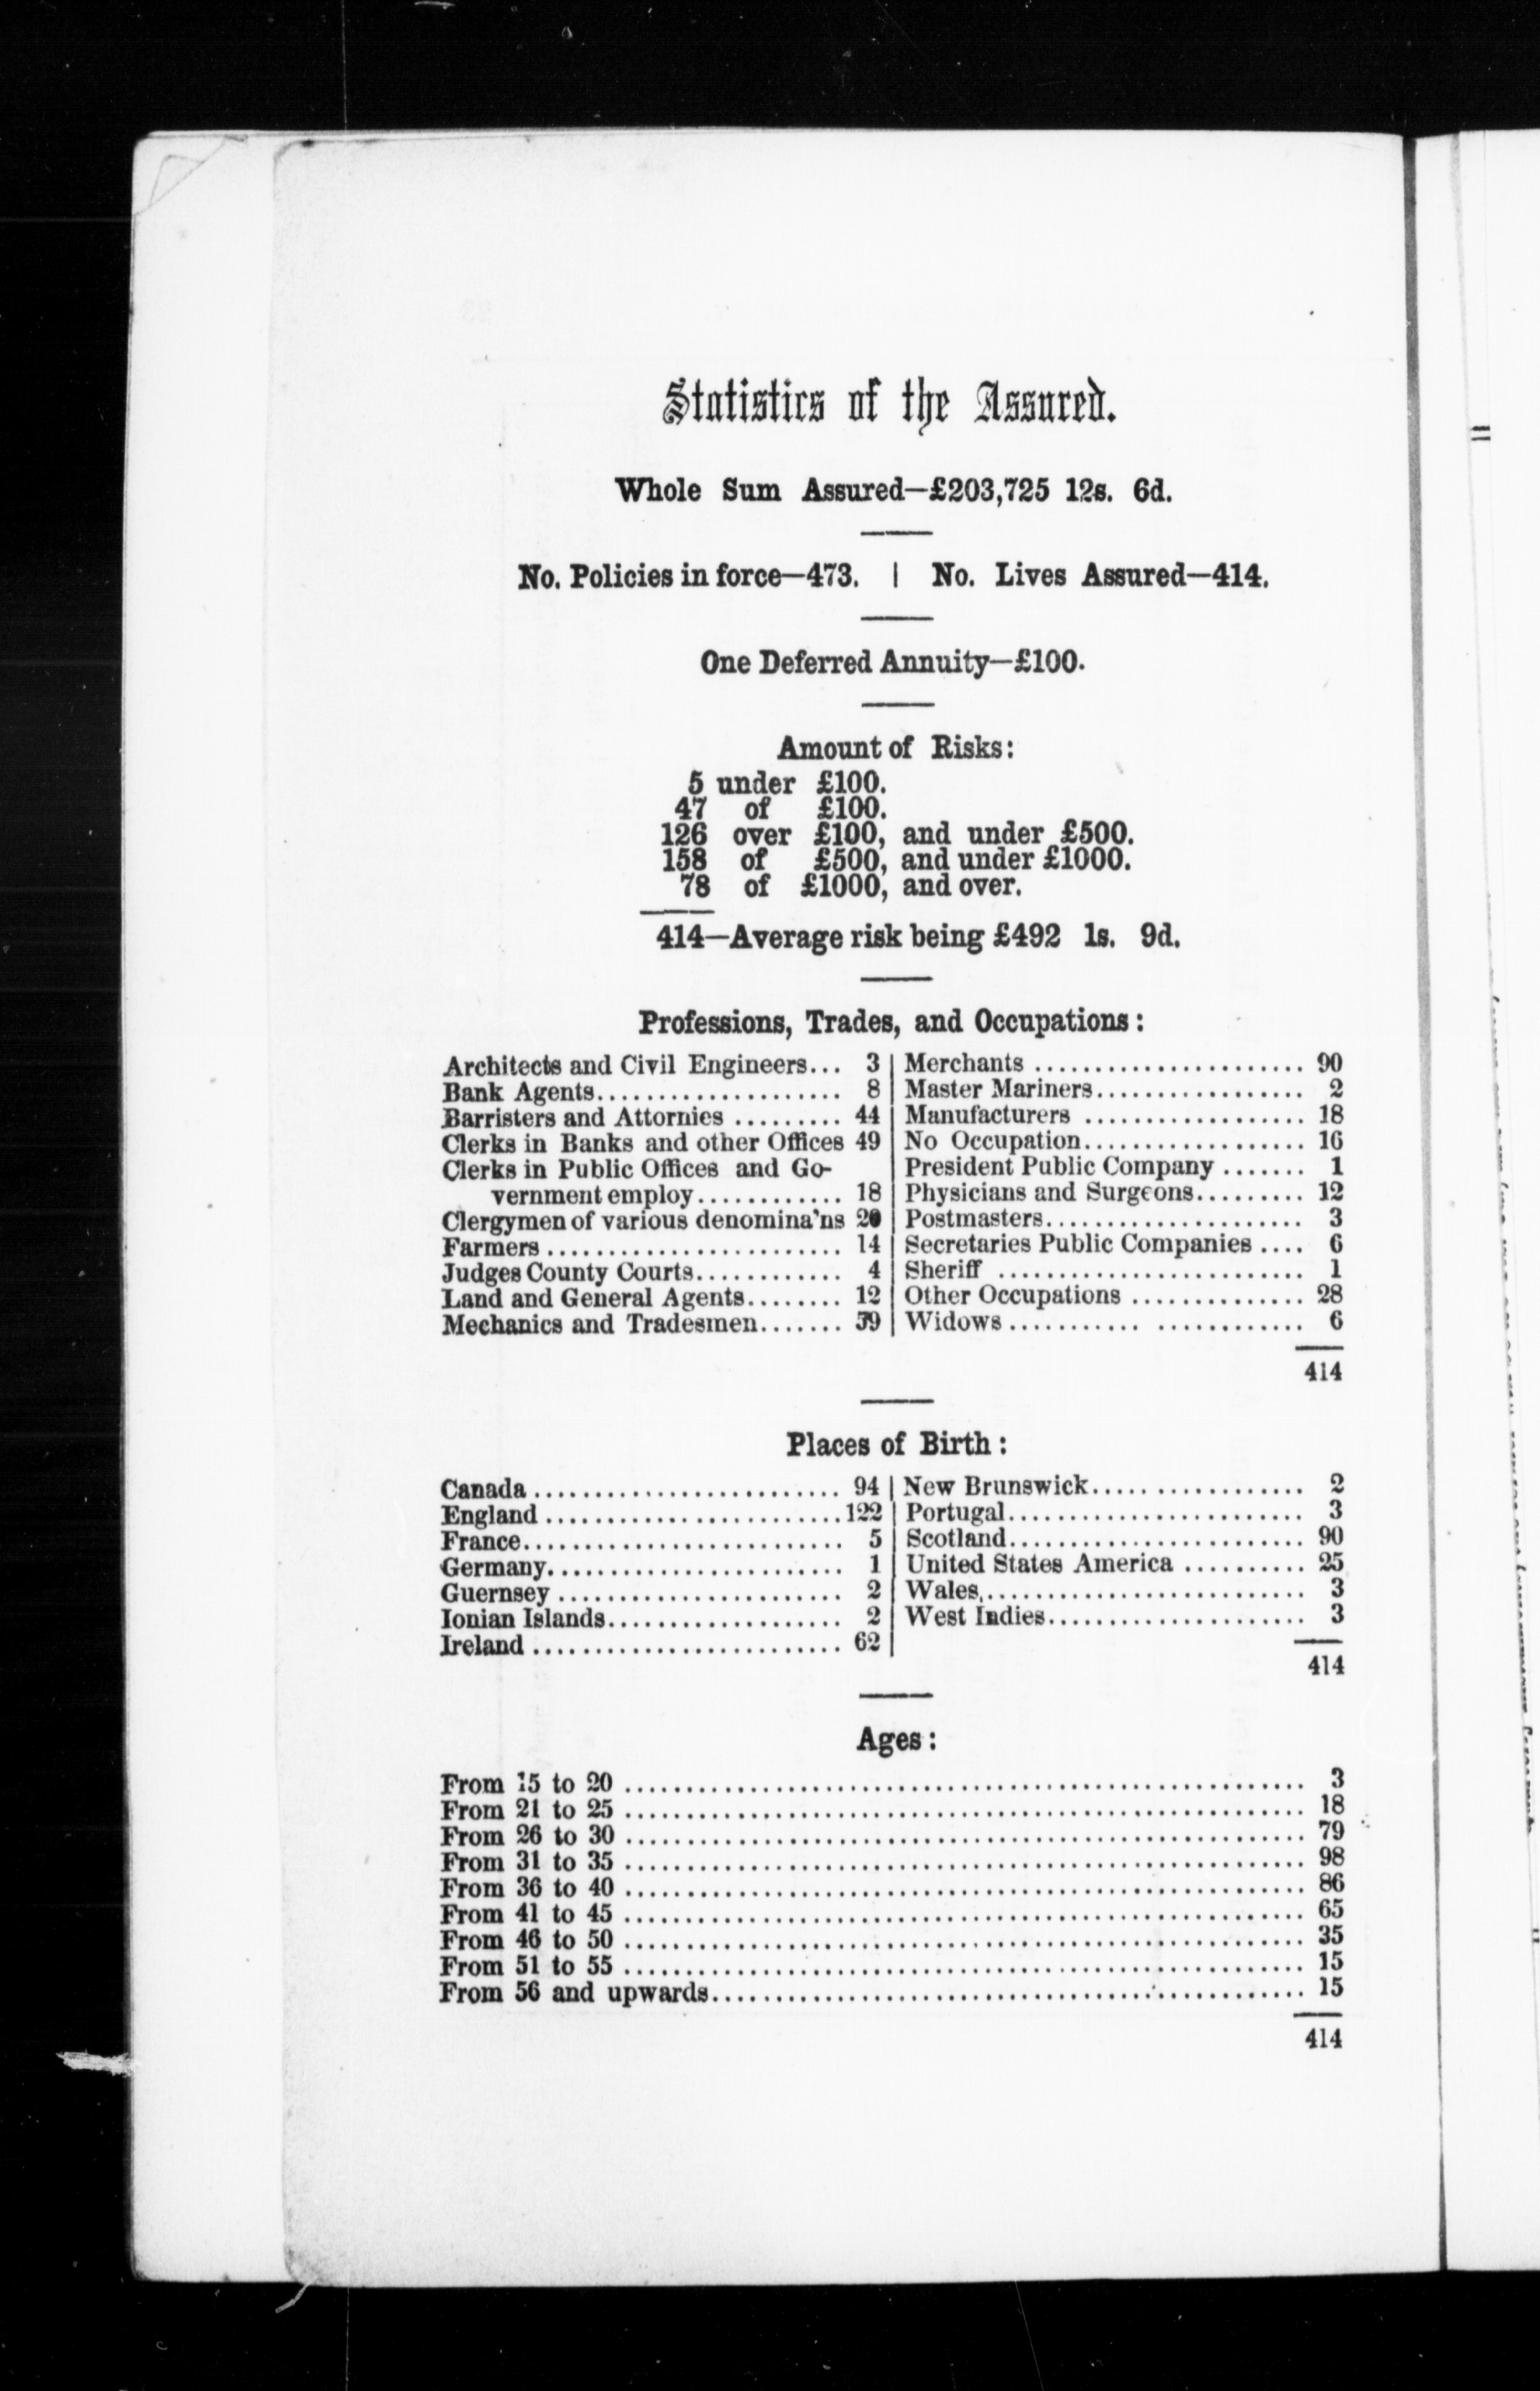 Statistics of the Assured.
Whole Sum Assured—£203,725 12s. 6d.
No. Policies in force—473. | No. Lives Assured—414.
One Deferred Annuity—£100.
Amount of Risks:
5 under £100.
47 of £100.
126 over £100, and under £500.
158 of £500, and under £1000.
78 of £1000, and over.
414—Average risk being £492 1s. 9d.
Professions, Trades, and Occupations:
Architects and Civil Engineers... 3
Bank Agents..................... 8
Barristers and Attornies ......... 44
Clerks in Banks and other Offices 49
Clerks in Public Offices and Go-
vernment employ............ 18
Clergymen of various denomina'ns 20
Farmers ......................... 14
Judges County Courts............. 4
Land and General Agents........ 12
Mechanics and Tradesmen....... 59
Merchants ....................... 90
Master Mariners.................. 2
Manufacturers ................... 18
No Occupation................... 16
President Public Company ....... 1
Physicians and Surgeons......... 12
Postmasters...................... 3
Secretaries Public Companies .... 6
Sheriff .......................... 1
Other Occupations ............... 28
Widows ........... ............. 6
414
Places of Birth:
Canada .......................... 94
England .........................122
France........................... 5
Germany......................... 1
Guernsey ........................ 2
Ionian Islands.................... 2
Ireland .......................... 62
New Brunswick.................. 2
Portugal......................... 3
Scotland......................... 90
United States America .......... 25
Wales........................... 3
West Indies...................... 3
414
Ages:
From 15 to 20 .......................................................... 3
From 21 to 25 .......................................................... 18
From 26 to 30 .......................................................... 79
From 31 to 35 .......................................................... 98
From 36 to 40 .......................................................... 86
From 41 to 45 .......................................................... 65
From 46 to 50 .......................................................... 35
From 51 to 55 .......................................................... 15
From 56 and upwards................................................... 15
414